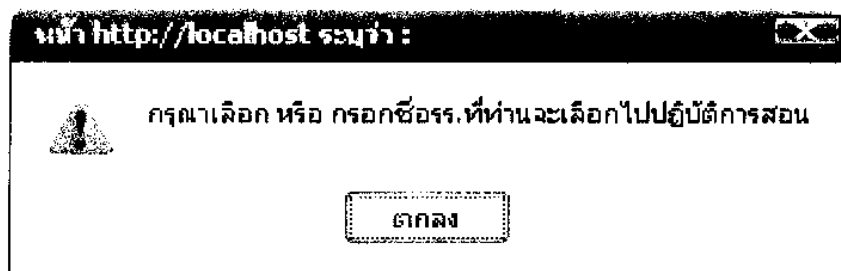 หน้า http://localhost ระบุว่า :
กรุณาเลือก หรือ กรอกชื่อรร.ที่ท่านจะเลือกไปปฏิบัติการสอน
ตกลง